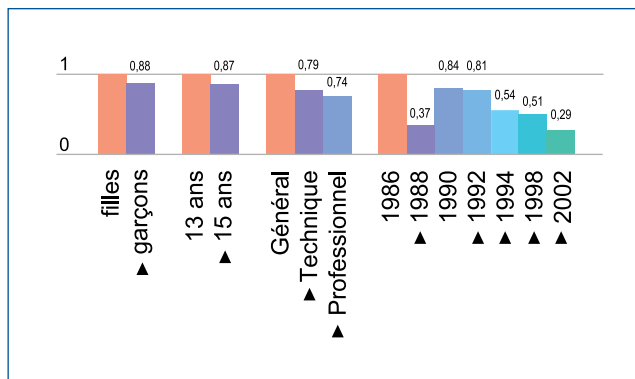 1
0
0,88
0,87
0,79
0,74
0,37
0,84
0,81
0,54
0,51
0,29
filles
▲ garçons
13 ans
▲ 15 ans
Général
▲ Technique
▲ Professionnel
1986
▲ 1988
1990
▲ 1992
▲ 1994
▲ 1998
▲ 2002